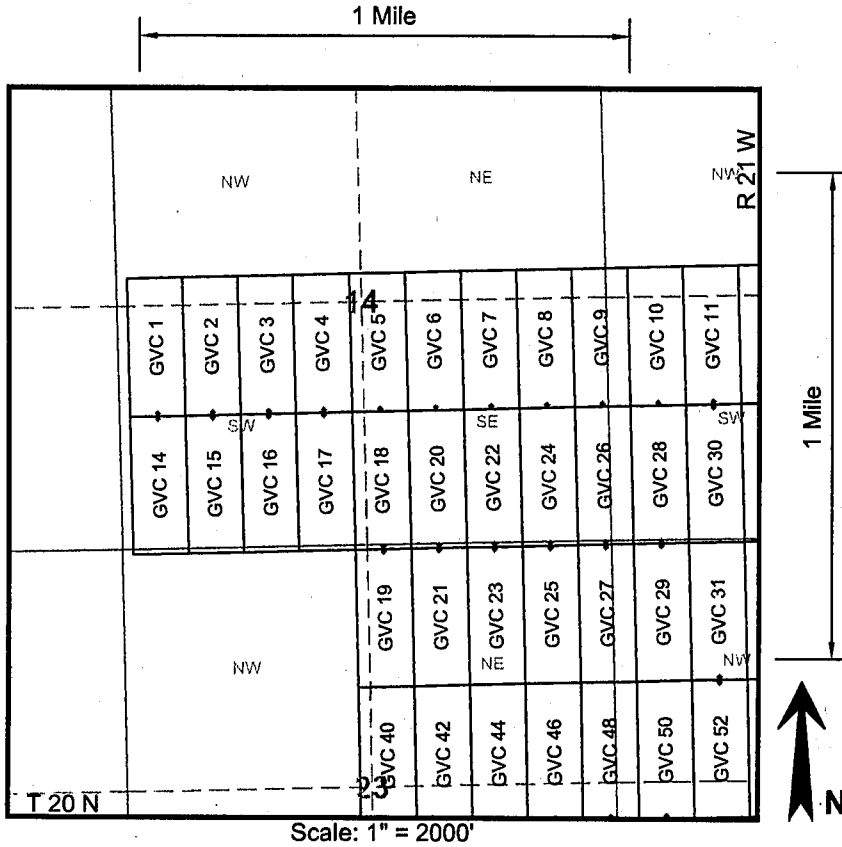 1 Mile
R 21 W
NW NE NW
14
GVC 1 GVC 2 GVC 3 GVC 4 GVC 5 GVC 6 GVC 7 GVC 8 GVC 9 GVC 10 GVC 11
1 Mile
SW SE SW
GVC 14 GVC 15 GVC 16 GVC 17 GVC 18 GVC 20 GVC 22 GVC 24 GVC 26 GVC 28 GVC 30
GVC 19 GVC 21 GVC 23 GVC 25 GVC 27 GVC 29 GVC 31
NW NE NW
GVC 40 GVC 42 GVC 44 GVC 46 GVC 48 GVC 50 GVC 52
23
T 20 N
N
Scale: 1" = 2000'